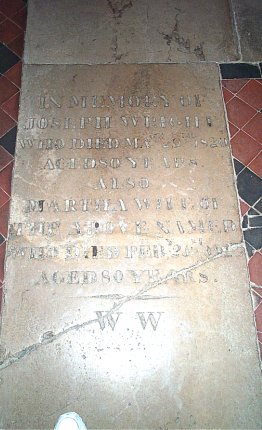 IN MEMORY OF
JOSEPH WRIGHT
WHO DIED MAY
AGED 80 YEARS.
ALSO
MARTHA WIFE OF
THE ABOVE NAMED
WHO DIED FEB
AGED 80 YEARS.
W W